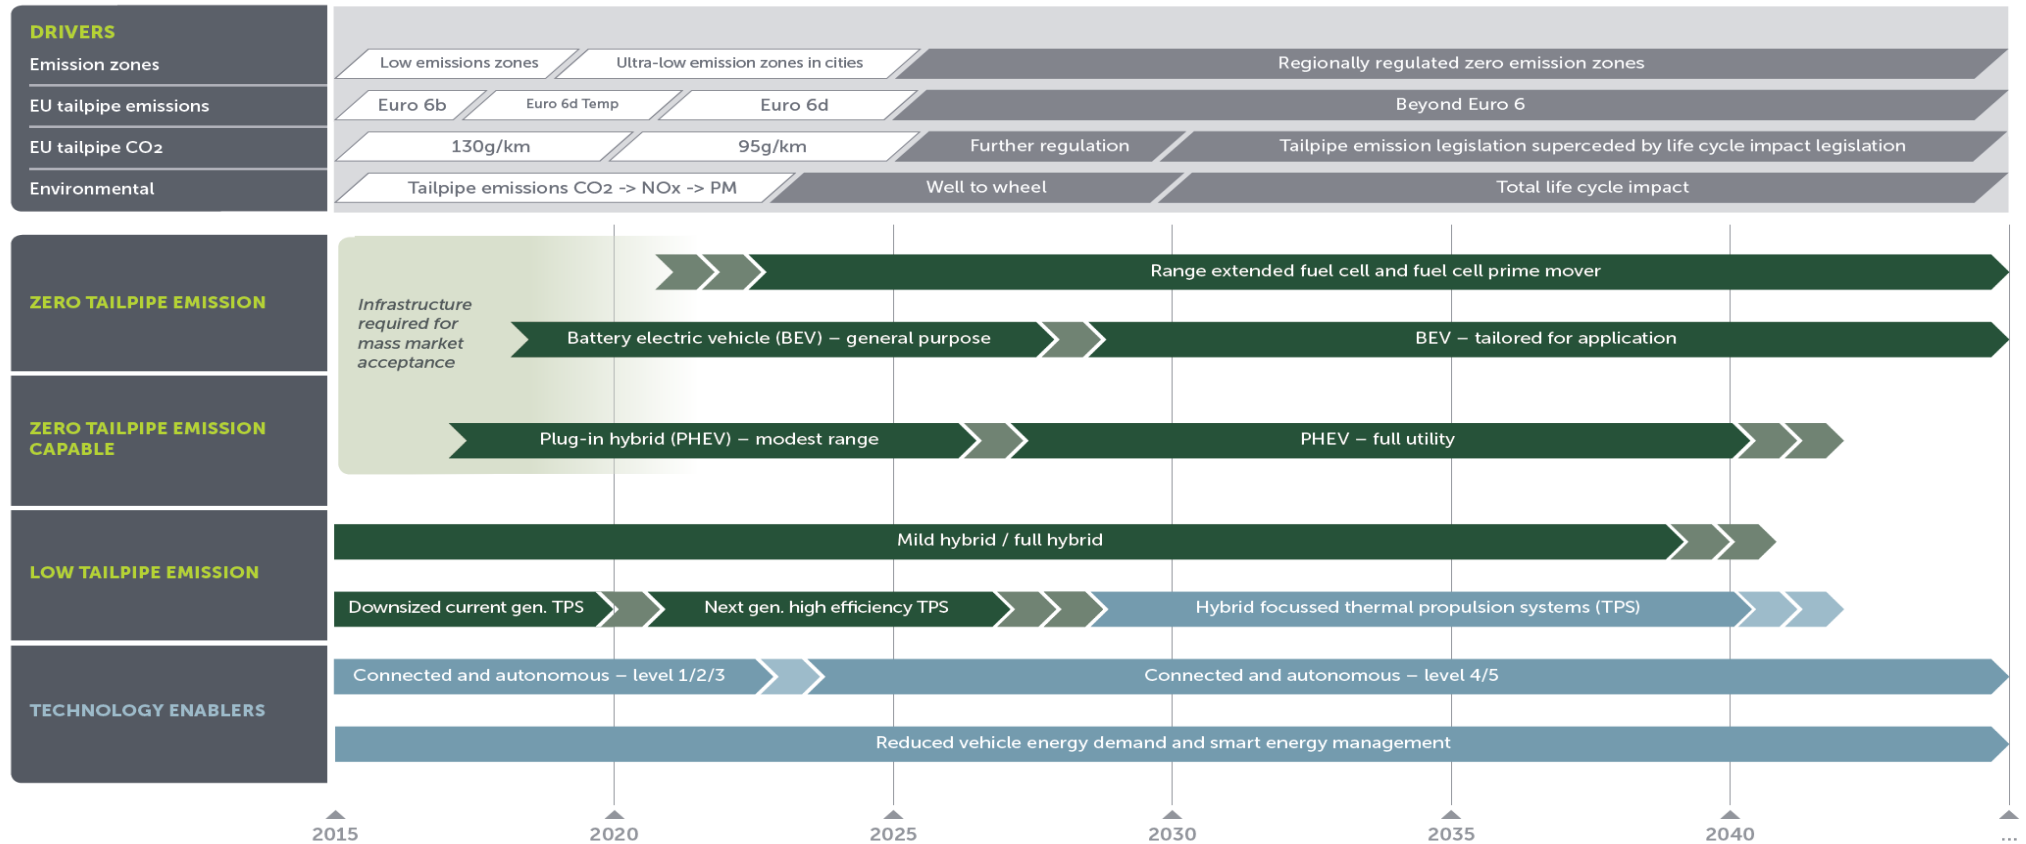 DRIVERS
Emission zones
Low emissions zones
Ultra-low emission zones in cities
Regionally regulated zero emission zones
EU tailpipe emissions
Euro 6b
Euro 6d Temp
Euro 6d
Beyond Euro 6
EU tailpipe CO2
130g/km
95g/km
Further regulation
Tailpipe emission legislation superceded by life cycle impact legislation
Environmental
Tailpipe emissions CO2 -> NOx -> PM
Well to wheel
Total life cycle impact
ZERO TAILPIPE EMISSION
Infrastructure
required for
mass market
acceptance
Range extended fuel cell and fuel cell prime mover
Battery electric vehicle (BEV) – general purpose
BEV – tailored for application
ZERO TAILPIPE EMISSION
CAPABLE
Plug-in hybrid (PHEV) – modest range
PHEV – full utility
LOW TAILPIPE EMISSION
Mild hybrid / full hybrid
Downsized current gen. TPS
Next gen. high efficiency TPS
Hybrid focussed thermal propulsion systems (TPS)
TECHNOLOGY ENABLERS
Connected and autonomous – level 1/2/3
Connected and autonomous – level 4/5
Reduced vehicle energy demand and smart energy management
2015
2020
2025
2030
2035
2040
...